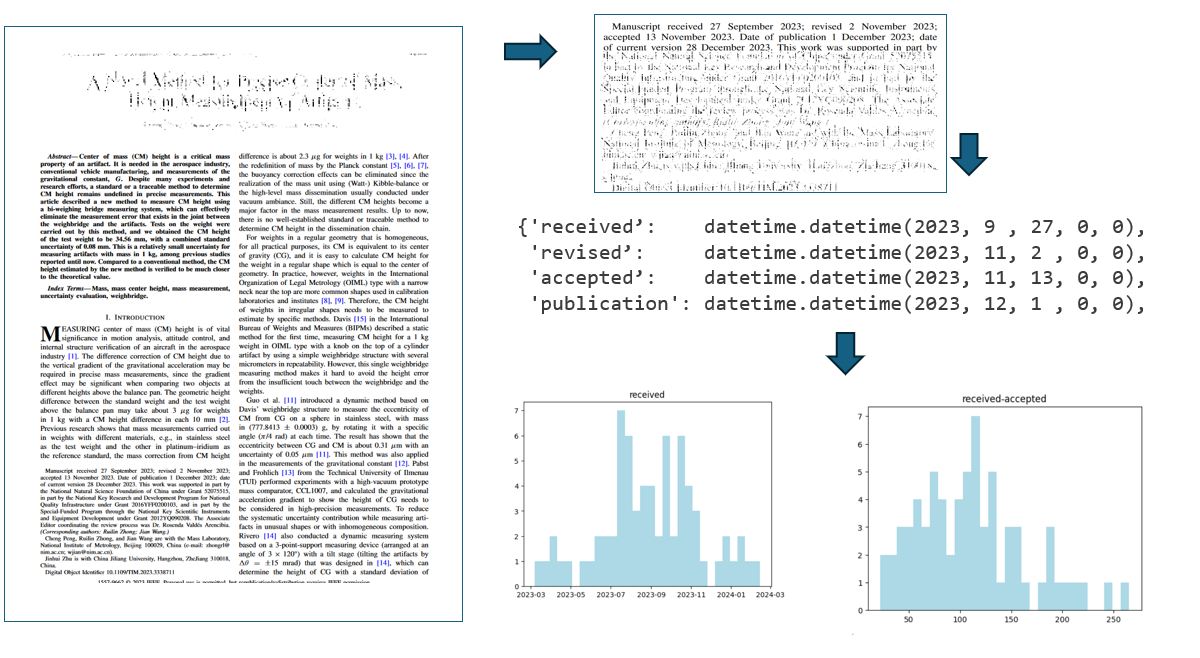 Abstract—Center of mass (CM) height is a critical mass
property of an artifact. It is needed in the aerospace industry,
conventional vehicle manufacturing, and measurements of the
gravitational constant, G. Despite many experiments and
research efforts, a standard or a traceable method to determine
CM height remains undefined in precise measurements. This
article described a new method to measure CM height using
a bi-weighing bridge measuring system, which can effectively
eliminate the measurement error that exists in the joint between
the weighbridge and the artifacts. Tests on the weight were
carried out by this method, and we obtained the CM height
of the test weight to be 34.56 mm, with a combined standard
uncertainty of 0.08 mm. This is a relatively small uncertainty for
measuring artifacts with mass in 1 kg, among previous studies
reported until now. Compared to a conventional method, the CM
height estimated by the new method is verified to be much closer
to the theoretical value.
Index Terms—Mass, mass center height, mass measurement,
uncertainty evaluation, weighbridge.
I. INTRODUCTION
MEASURING center of mass (CM) height is of vital
significance in motion analysis, attitude control, and
internal structure verification of an aircraft in the aerospace
industry [1]. The difference correction of CM height due to
the vertical gradient of the gravitational acceleration may be
required in precise mass measurements, since the gradient
effect may be significant when comparing two objects at
different heights above the balance pan. The geometric height
difference between the standard weight and the test weight
above the balance pan may take about 3 μg for weights
in 1 kg with a CM height difference in each 10 mm [2].
Previous research shows that mass measurements carried out
in weights with different materials, e.g., in stainless steel
as the test weight and the other in platinum–iridium as
the reference standard, the mass correction from CM height
Manuscript received 27 September 2023; revised 2 November 2023;
accepted 13 November 2023. Date of publication 1 December 2023; date
of current version 28 December 2023. This work was supported in part by
the National Natural Science Foundation of China under Grant 52075515,
in part by the National Key Research and Development Program for National
Quality Infrastructure under Grant 2016YFF0200103, and in part by the
Special-Funded Program through the National Key Scientific Instruments
and Equipment Development under Grant 2012YQ090208. The Associate
Editor coordinating the review process was Dr. Rosenda Valdés Arencibia.
(Corresponding authors: Ruilin Zhong; Jian Wang.)
Cheng Peng, Ruilin Zhong, and Jian Wang are with the Mass Laboratory,
National Institute of Metrology, Beijing 100029, China (e-mail: zhongrl@
nim.ac.cn; wjian@nim.ac.cn).
Jinhui Zhu is with China Jiliang University, Hangzhou, ZheJiang 310018,
China.
Digital Object Identifier 10.1109/TIM.2023.3338711
difference is about 2.3 μg for weights in 1 kg [3], [4]. After
the redefinition of mass by the Planck constant [5], [6], [7],
the buoyancy correction effects can be eliminated since the
realization of the mass unit using (Watt-) Kibble-balance or
the high-level mass dissemination usually conducted under
vacuum ambiance. Still, the different CM heights become a
major factor in the mass measurement results. Up to now,
there is no well-established standard or traceable method to
determine CM height in the dissemination chain.
For weights in a regular geometry that is homogeneous,
for all practical purposes, its CM is equivalent to its center
of gravity (CG), and it is easy to calculate CM height for
the weight in a regular shape which is equal to the center of
geometry. In practice, however, weights in the International
Organization of Legal Metrology (OIML) type with a narrow
neck near the top are more common shapes used in calibration
laboratories and institutes [8], [9]. Therefore, the CM height
of weights in irregular shapes needs to be measured to
estimate by specific methods. Davis [15] in the International
Bureau of Weights and Measures (BIPMs) described a static
method for the first time, measuring CM height for a 1 kg
weight in OIML type with a knob on the top of a cylinder
artifact by using a simple weighbridge structure with several
micrometers in repeatability. However, this single weighbridge
measuring method makes it hard to avoid the height error
from the insufficient touch between the weighbridge and the
weights.
Guo et al. [11] introduced a dynamic method based on
Davis' weighbridge structure to measure the eccentricity of
CM from CG on a sphere in stainless steel, with mass
in (777.8413 ± 0.0003) g, by rotating it with a specific
angle (π/4 rad) at each time. The result has shown that the
eccentricity between CG and CM is about 0.31 μm with an
uncertainty of 0.05 μm [11]. This method was also applied
in the measurements of the gravitational constant [12]. Pabst
and Frohlich [13] from the Technical University of Ilmenau
(TUI) performed experiments with a high-vacuum prototype
mass comparator, CCL1007, and calculated the gravitational
acceleration gradient to show the height of CG needs to
be considered in high-precision measurements. To reduce
the systematic uncertainty contribution while measuring arti-
facts in unusual shapes or with inhomogeneous composition.
Rivero [14] also conducted a dynamic measuring system
based on a 3-point-support measuring device (arranged at an
angle of 3 × 120°) with a tilt stage (tilting the artifacts by
Δθ = ±15 mrad) that was designed in [14], which can
determine the height of CG with a standard deviation of
Manuscript received 27 September 2023; revised 2 November 2023;
accepted 13 November 2023. Date of publication 1 December 2023; date
of current version 28 December 2023. This work was supported in part by
{'received’: datetime.datetime(2023, 9 , 27, 0, 0),
'revised’: datetime.datetime(2023, 11, 2 , 0, 0),
'accepted’: datetime.datetime(2023, 11, 13, 0, 0),
'publication': datetime.datetime(2023, 12, 1 , 0, 0),
received
7
6
5
4
3
2
1
0
2023-03 2023-05 2023-07 2023-09 2023-11 2024-01 2024-03
received-accepted
7
6
5
4
3
2
1
0
50 100 150 200 250